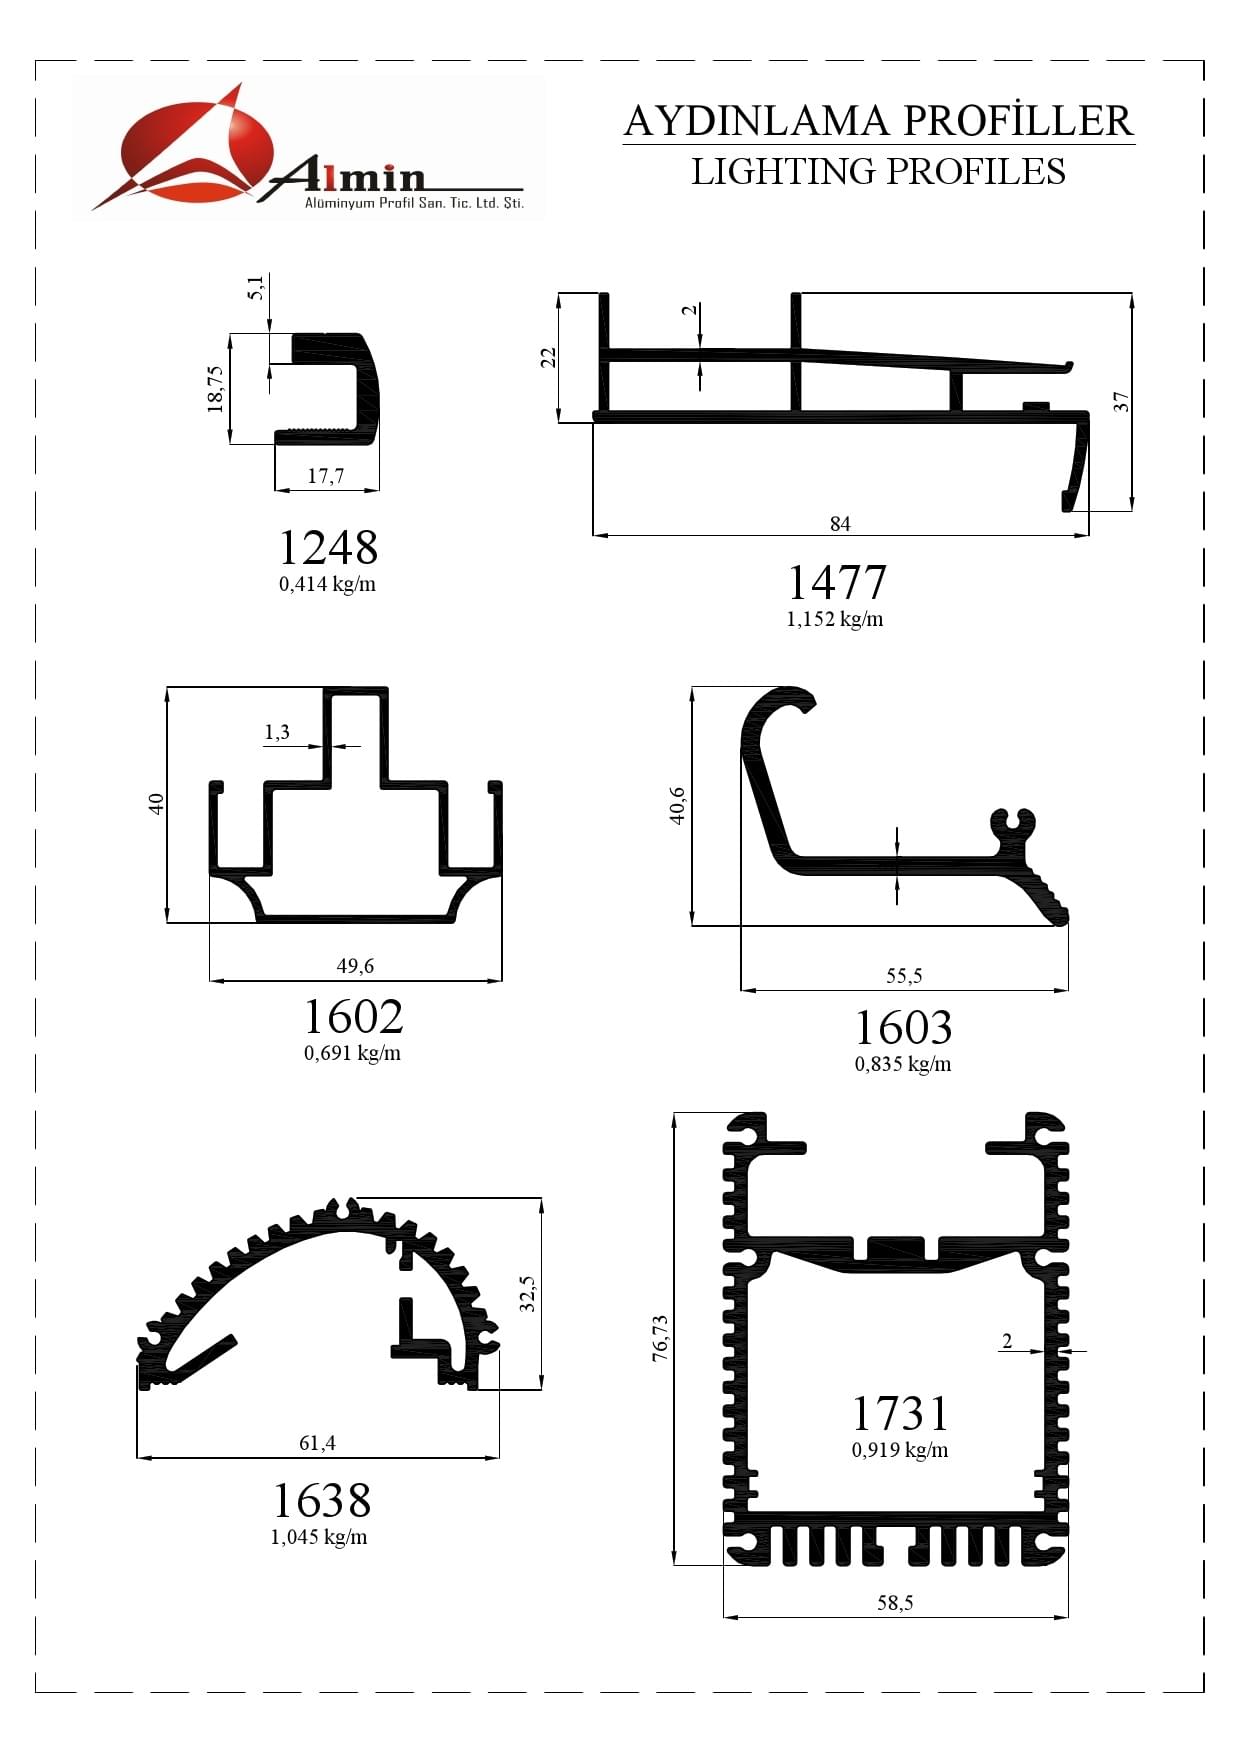 Almin
Alüminyum Profil San. Tic. Ltd. Şti.
AYDINLAMA PROFİLLER
LIGHTING PROFILES
5,1
18,75
17,7
1248
0,414 kg/m
2
22
37
84
1477
1,152 kg/m
1,3
40
49,6
1602
0,691 kg/m
40,6
55,5
1603
0,835 kg/m
32,5
61,4
1638
1,045 kg/m
76,73
2
1731
0,919 kg/m
58,5